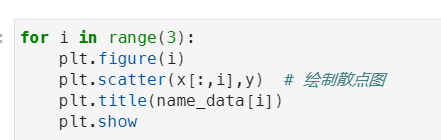 for i in range(3):
    plt.figure(i)
    plt.scatter(x[:,i],y)  # 绘制散点图
    plt.title(name_data[i])
    plt.show